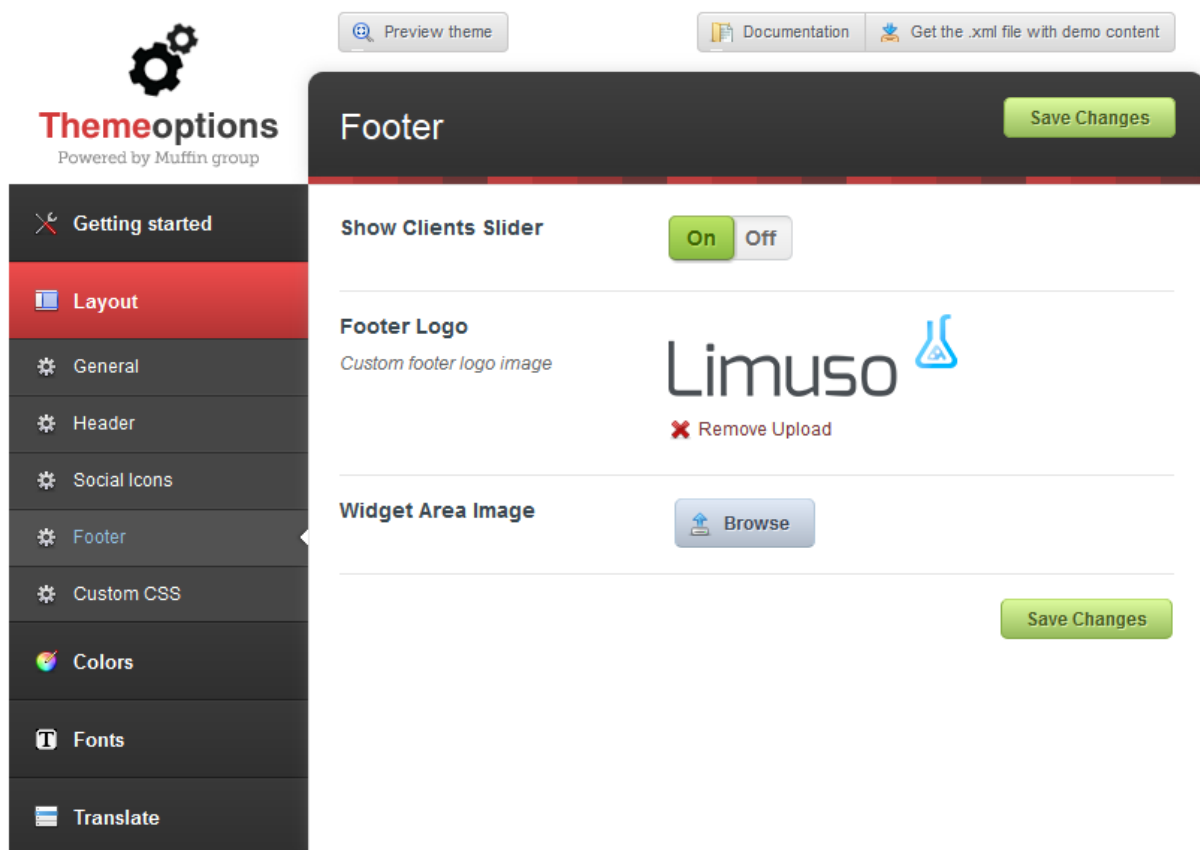 Preview theme
Documentation
Get the .xml file with demo content
Themeoptions
Powered by Muffin group
Footer
Save Changes
Getting started
Layout
General
Header
Social Icons
Footer
Custom CSS
Colors
Fonts
Translate
Show Clients Slider
On Off
Footer Logo
Custom footer logo image
Limuso
Remove Upload
Widget Area Image
Browse
Save Changes